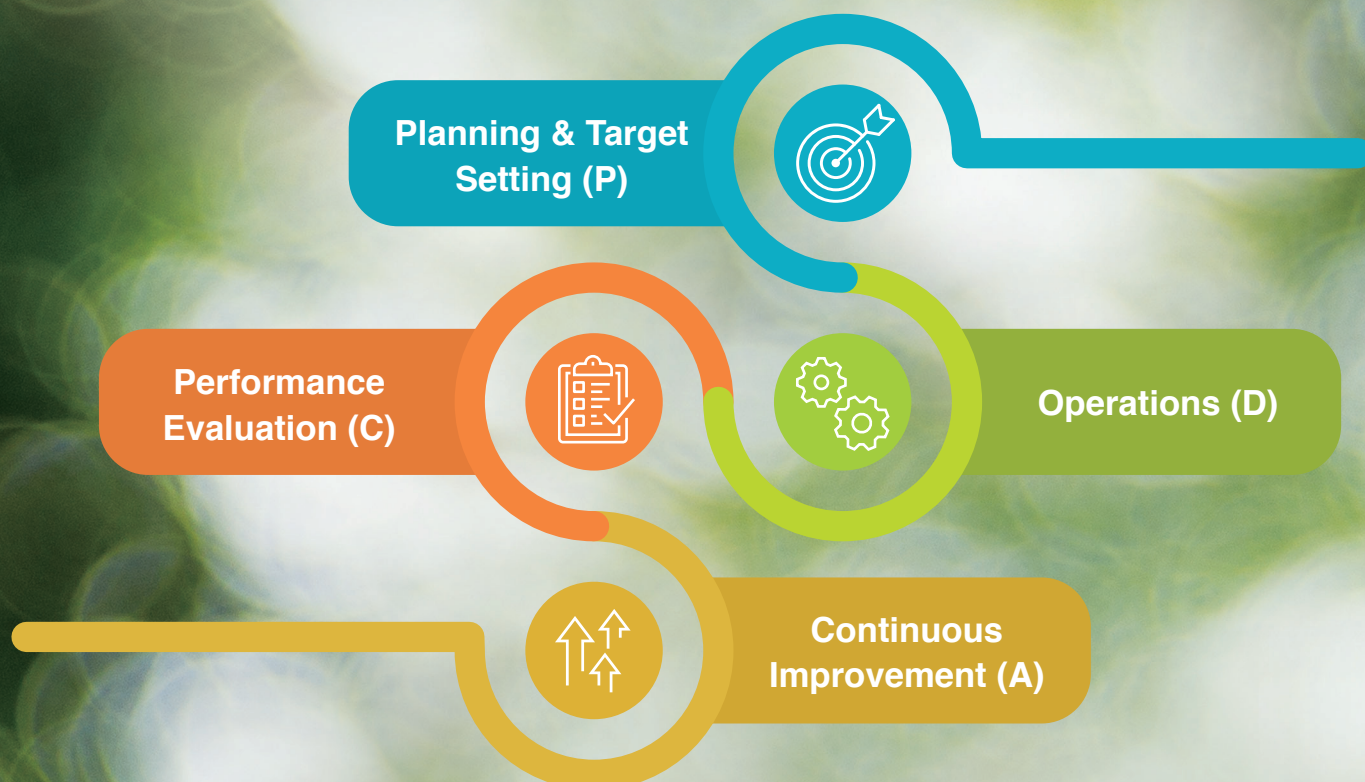 Planning & Target
Setting (P)
Performance
Evaluation (C)
Operations (D)
Continuous
Improvement (A)